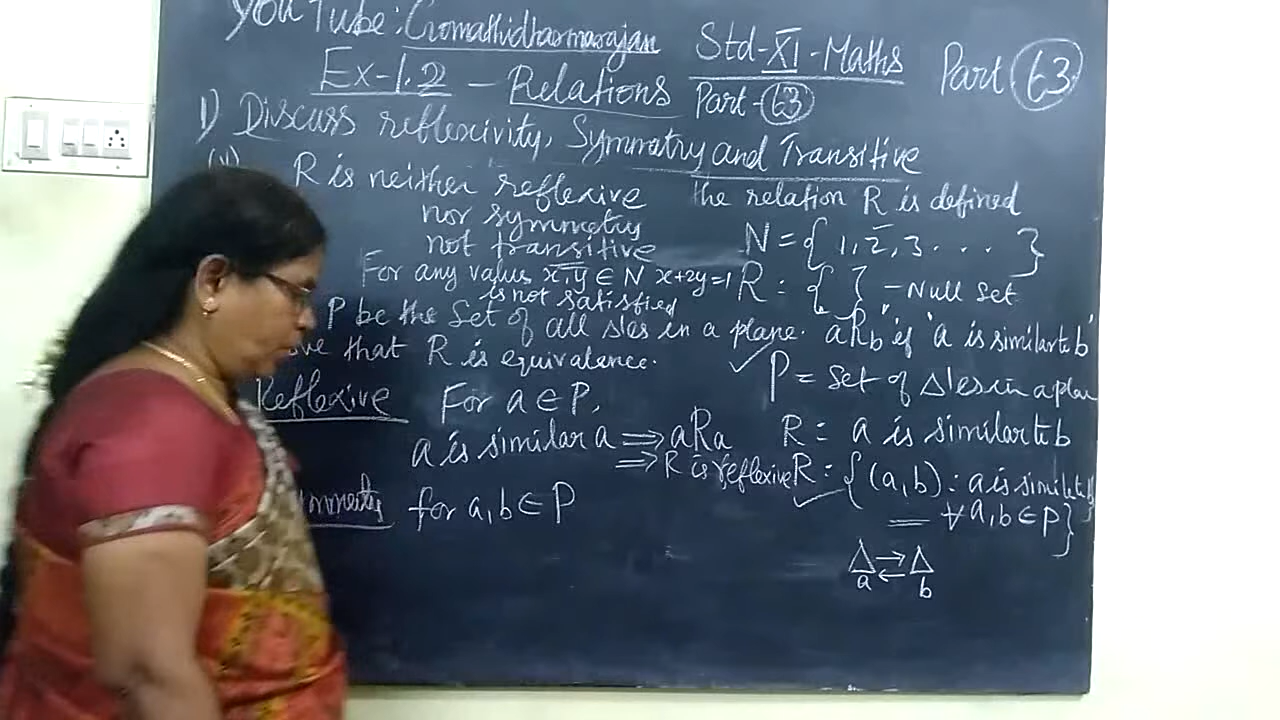 YouTube: Gomathidharmarajan
Std-XI-Maths
Part 63
Ex-1.2 - Relations
Part-63
1) Discuss reflexivity, Symmetry and Transitive
(v)
R is neither reflexive
nor symmetry
not transitive
the relation R is defined
N = { 1, 2, 3 . . . . }
For any value x,y ∈ N x+2y=1
is not satisfied
R : { } - Null Set
P be the Set of all Δles in a plane. aRb if "a is similar to b"
ove that R is equivalence.
✓ P = Set of Δles in a plan
Reflexive For a ∈ P,
a is similar a ⟹ aRa
⟹ R is reflexive
R : a is similar to b
R : {(a,b) : a is similar to b
∀ a,b ∈ P}
mmetry for a,b ∈ P
Δ ⇄ Δ
a b